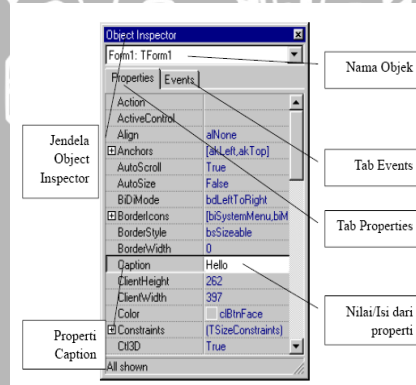 Object Inspector
Form1: TForm1
Properties Events
Action
ActiveControl
Align alNone
Anchors [akLeft,akTop]
AutoScroll True
AutoSize False
BiDiMode bdLeftToRight
BorderIcons [biSystemMenu,biM
BorderStyle bsSizeable
BorderWidth 0
Caption Hello
ClientHeight 262
ClientWidth 397
Color clBtnFace
Constraints (TSizeConstraints)
Ctl3D True
All shown
Jendela
Object
Inspector
Properti
Caption
Nama Objek
Tab Events
Tab Properties
Nilai/Isi dari
properti